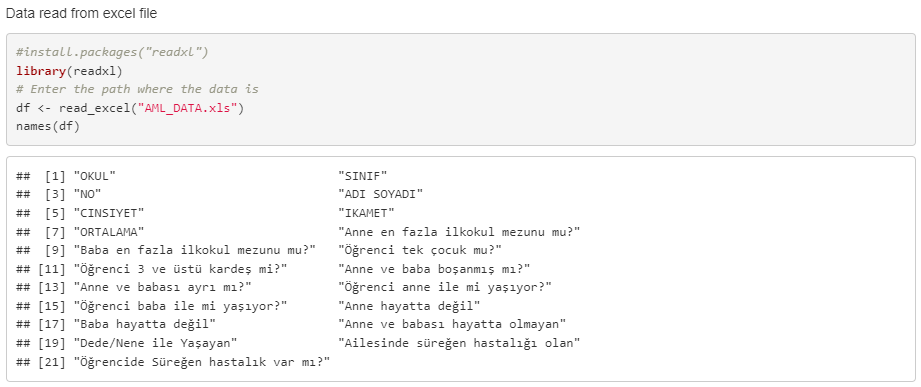 Data read from excel file
#install.packages("readxl")
library(readxl)
# Enter the path where the data is
df <- read_excel("AML_DATA.xls")
names(df)
##  [1] "OKUL"                               "SINIF"
##  [3] "NO"                                 "ADI SOYADI"
##  [5] "CINSIYET"                           "IKAMET"
##  [7] "ORTALAMA"                           "Anne en fazla ilkokul mezunu mu?"
##  [9] "Baba en fazla ilkokul mezunu mu?"   "Öğrenci tek çocuk mu?"
## [11] "Öğrenci 3 ve üstü kardeş mi?"       "Anne ve baba boşanmış mı?"
## [13] "Anne ve babası ayrı mı?"            "Öğrenci anne ile mi yaşıyor?"
## [15] "Öğrenci baba ile mi yaşıyor?"       "Anne hayatta değil"
## [17] "Baba hayatta değil"                 "Anne ve babası hayatta olmayan"
## [19] "Dede/Nene ile Yaşayan"              "Ailesinde süreğen hastalığı olan"
## [21] "Öğrencide Süreğen hastalık var mı?"